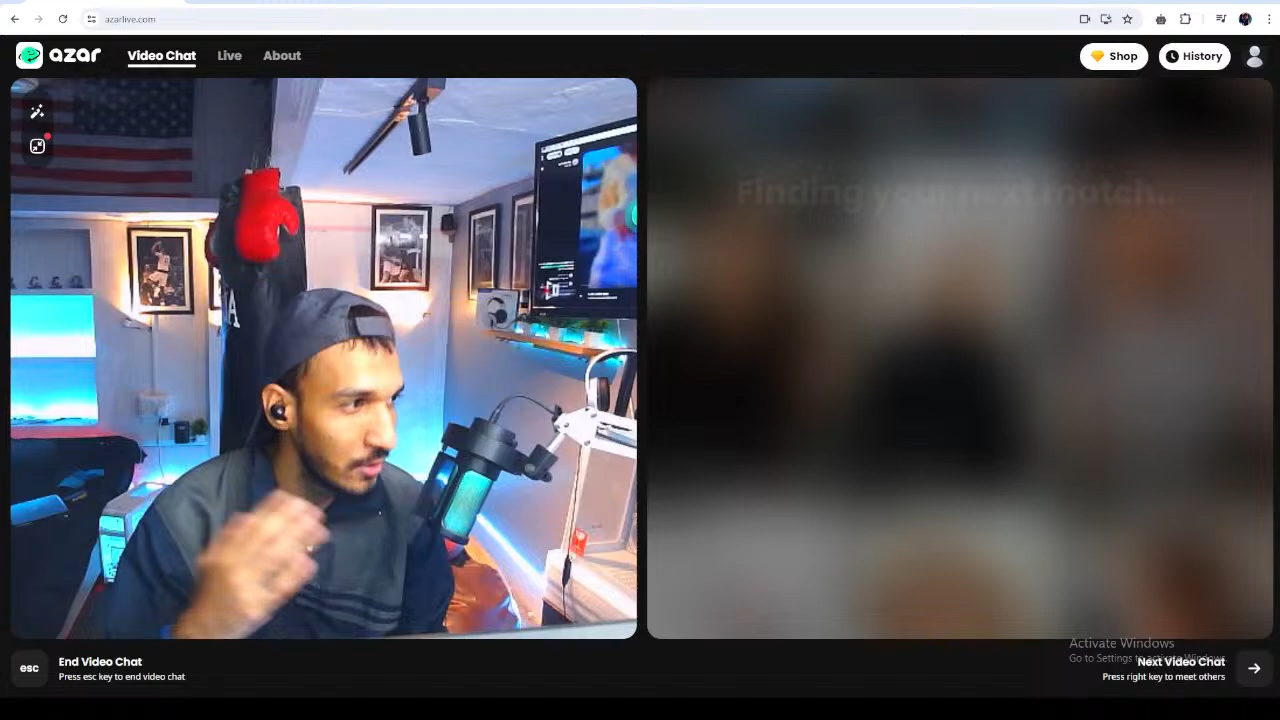 azarlive.com
azar
Video Chat
Live
About
Shop
History
Finding your next match...
A
esc
End Video Chat
Press esc key to end video chat
Activate Windows
Go to Settings to activate Windows.
Next Video Chat
Press right key to meet others